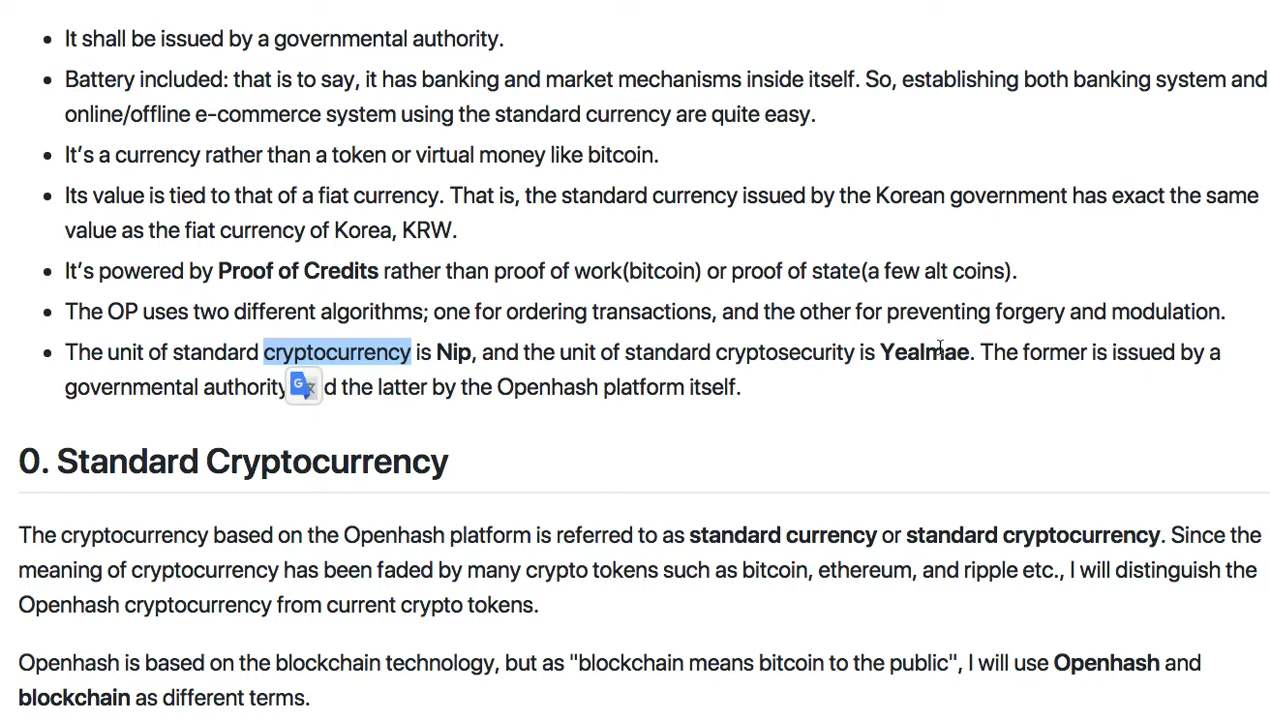 • It shall be issued by a governmental authority.
• Battery included: that is to say, it has banking and market mechanisms inside itself. So, establishing both banking system and
online/offline e-commerce system using the standard currency are quite easy.
• It's a currency rather than a token or virtual money like bitcoin.
• Its value is tied to that of a fiat currency. That is, the standard currency issued by the Korean government has exact the same
value as the fiat currency of Korea, KRW.
• It's powered by Proof of Credits rather than proof of work(bitcoin) or proof of state(a few alt coins).
• The OP uses two different algorithms; one for ordering transactions, and the other for preventing forgery and modulation.
• The unit of standard cryptocurrency is Nip, and the unit of standard cryptosecurity is Yealmae. The former is issued by a
governmental authority d the latter by the Openhash platform itself.
0. Standard Cryptocurrency
The cryptocurrency based on the Openhash platform is referred to as standard currency or standard cryptocurrency. Since the
meaning of cryptocurrency has been faded by many crypto tokens such as bitcoin, ethereum, and ripple etc., I will distinguish the
Openhash cryptocurrency from current crypto tokens.
Openhash is based on the blockchain technology, but as "blockchain means bitcoin to the public", I will use Openhash and
blockchain as different terms.